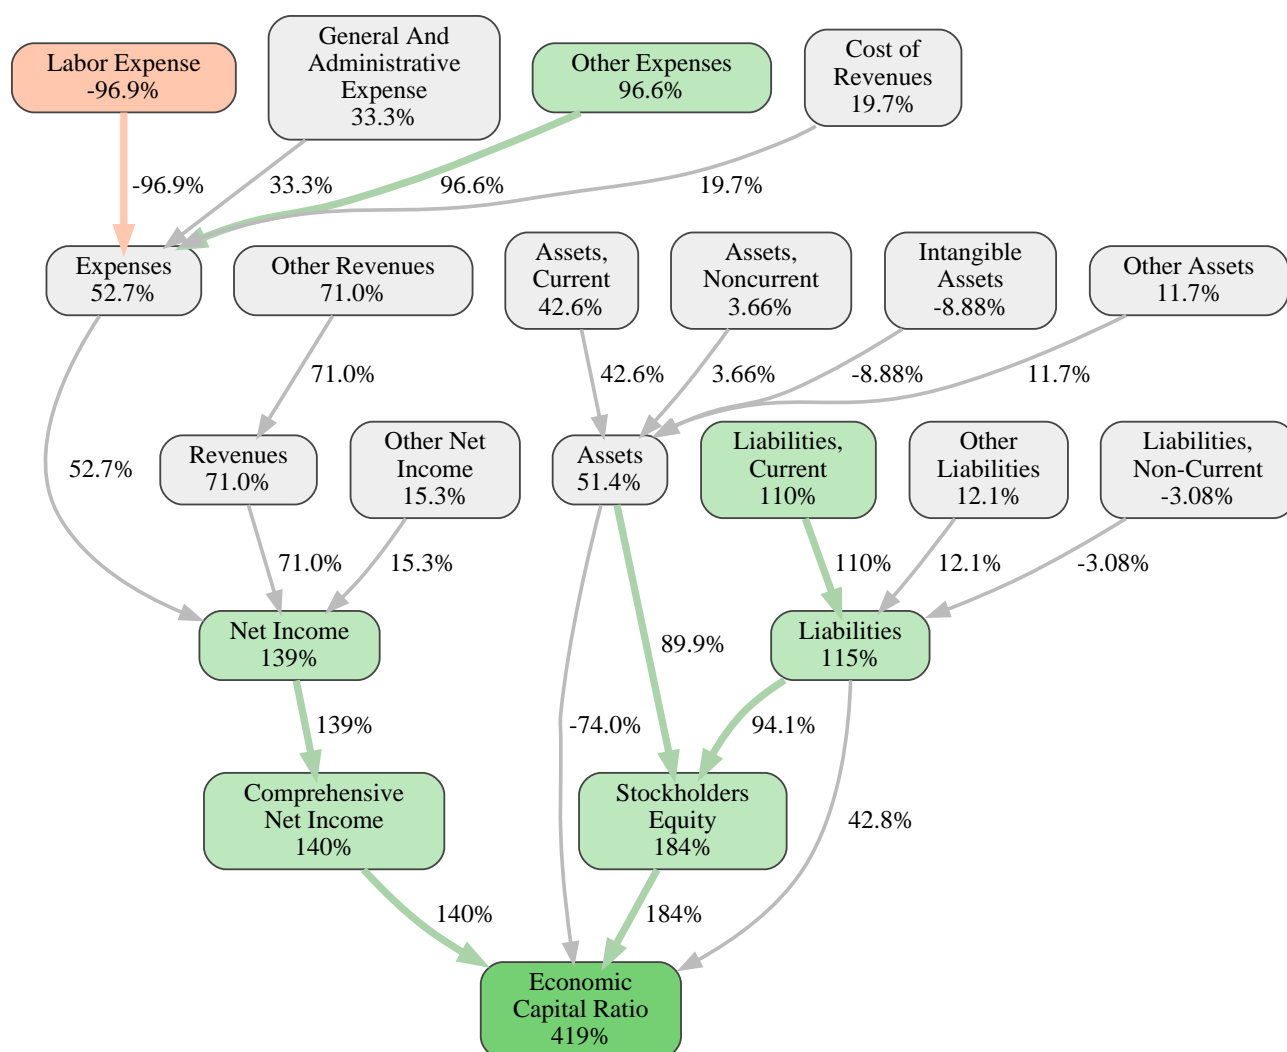 Labor Expense
-96.9%
General And
Administrative
Expense
33.3%
Other Expenses
96.6%
Cost of
Revenues
19.7%
-96.9%
33.3%
96.6%
19.7%
Expenses
52.7%
Other Revenues
71.0%
Assets,
Current
42.6%
Assets,
Noncurrent
3.66%
Intangible
Assets
-8.88%
Other Assets
11.7%
71.0%
42.6%
3.66%
-8.88%
11.7%
52.7%
Revenues
71.0%
Other Net
Income
15.3%
Assets
51.4%
Liabilities,
Current
110%
Other
Liabilities
12.1%
Liabilities,
Non-Current
-3.08%
71.0%
15.3%
110%
12.1%
-3.08%
Net Income
139%
89.9%
Liabilities
115%
139%
-74.0%
94.1%
Comprehensive
Net Income
140%
Stockholders
Equity
184%
42.8%
140%
184%
Economic
Capital Ratio
419%